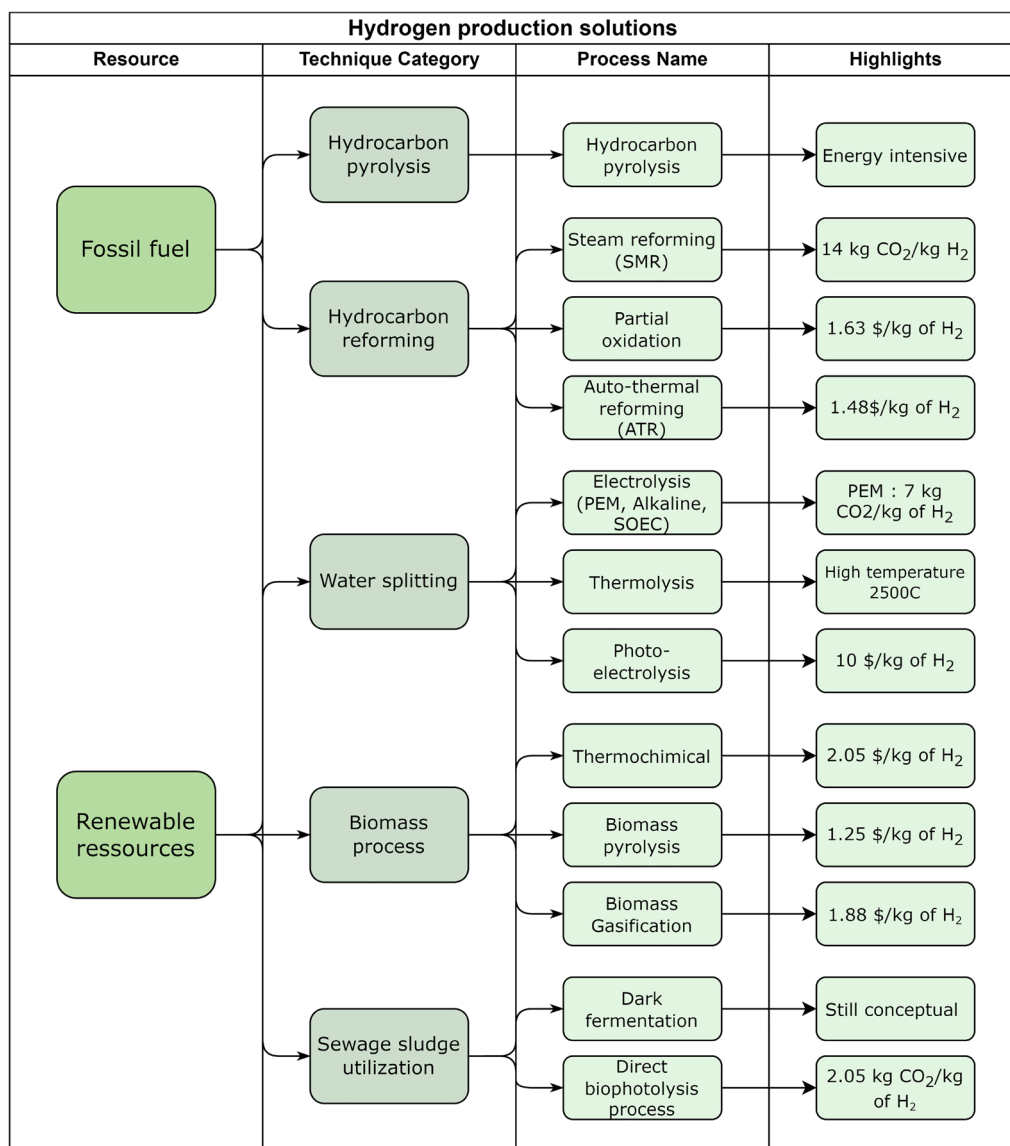 Hydrogen production solutions
Resource
Technique Category
Process Name
Highlights
Fossil fuel
Hydrocarbon
pyrolysis
Hydrocarbon
pyrolysis
Energy intensive
Hydrocarbon
reforming
Steam reforming
(SMR)
14 kg CO₂/kg H₂
Partial
oxidation
1.63 $/kg of H₂
Auto-thermal
reforming
(ATR)
1.48$/kg of H₂
Renewable
ressources
Water splitting
Electrolysis
(PEM, Alkaline,
SOEC)
PEM : 7 kg
CO2/kg of H₂
Thermolysis
High temperature
2500C
Photo-
electrolysis
10 $/kg of H₂
Biomass
process
Thermochimical
2.05 $/kg of H₂
Biomass
pyrolysis
1.25 $/kg of H₂
Biomass
Gasification
1.88 $/kg of H₂
Sewage sludge
utilization
Dark
fermentation
Still conceptual
Direct
biophotolysis
process
2.05 kg CO₂/kg
of H₂